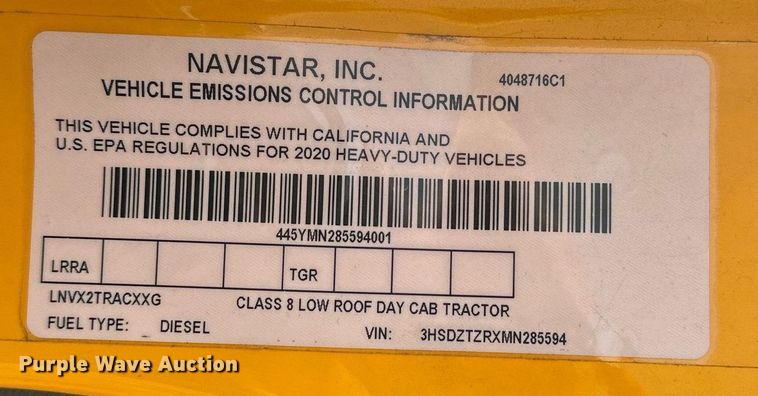 NAVISTAR, INC.
4048716C1
VEHICLE EMISSIONS CONTROL INFORMATION
THIS VEHICLE COMPLIES WITH CALIFORNIA AND
U.S. EPA REGULATIONS FOR 2020 HEAVY-DUTY VEHICLES
445YMN285594001
LRRA TGR
LNVX2TRACXXG CLASS 8 LOW ROOF DAY CAB TRACTOR
FUEL TYPE: DIESEL VIN: 3HSDZTZRXMN285594
Purple Wave Auction